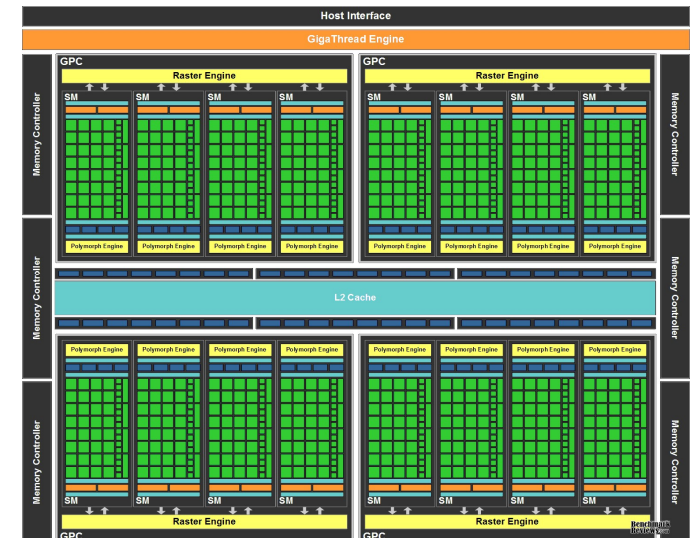 Host Interface
GigaThread Engine
GPC
GPC
Raster Engine
Raster Engine
SM
SM
SM
SM
SM
SM
SM
SM
Memory Controller
Memory Controller
Polymorph Engine
Polymorph Engine
Polymorph Engine
Polymorph Engine
Polymorph Engine
Polymorph Engine
Polymorph Engine
Polymorph Engine
Memory Controller
L2 Cache
Memory Controller
Polymorph Engine
Polymorph Engine
Polymorph Engine
Polymorph Engine
Polymorph Engine
Polymorph Engine
Polymorph Engine
Polymorph Engine
Memory Controller
Memory Controller
SM
SM
SM
SM
SM
SM
SM
SM
Raster Engine
Raster Engine
GPC
GPC
Benchmark
Reviews.com